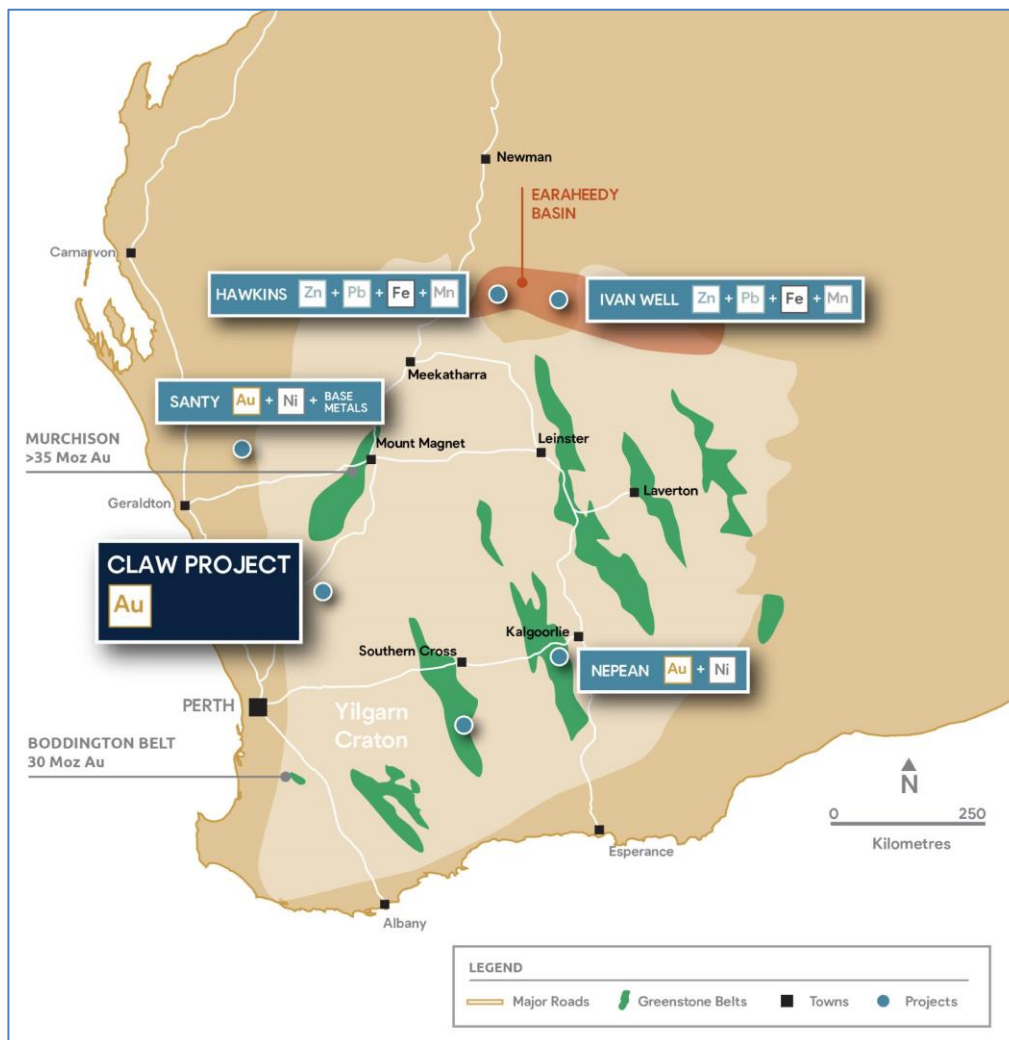 Newman
EARAHEEDY
BASIN
Carnarvon
HAWKINS Zn + Pb + Fe + Mn
IVAN WELL Zn + Pb + Fe + Mn
Meekatharra
SANTY Au + Ni + BASE METALS
MURCHISON
>35 Moz Au
Mount Magnet
Leinster
Laverton
Geraldton
CLAW PROJECT
Au
Kalgoorlie
Southern Cross
NEPEAN Au + Ni
PERTH
Yilgarn
Craton
BODDINGTON BELT
30 Moz Au
N
0 250
Kilometres
Esperance
Albany
LEGEND
Major Roads Greenstone Belts Towns Projects